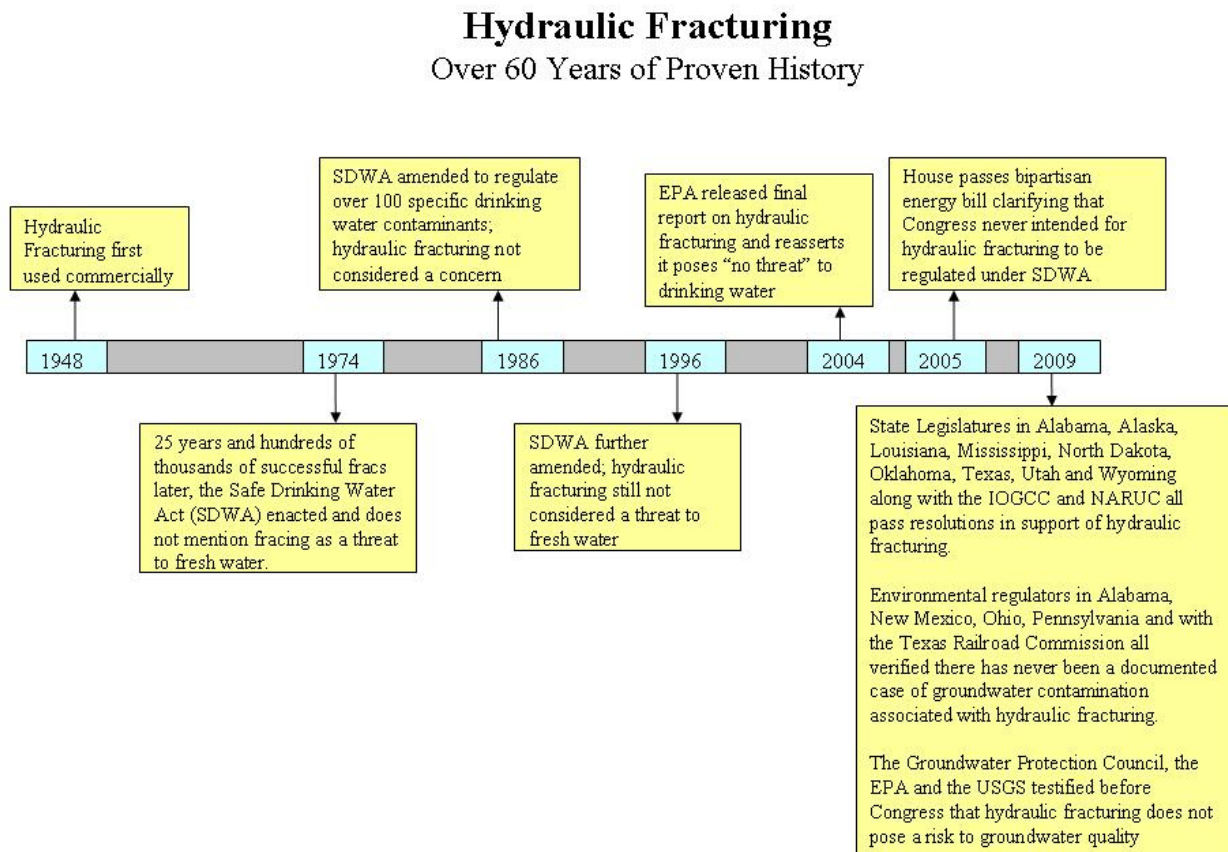 Hydraulic Fracturing
Over 60 Years of Proven History
Hydraulic
Fracturing first
used commercially
SDWA amended to regulate
over 100 specific drinking
water contaminants;
hydraulic fracturing not
considered a concern
EPA released final
report on hydraulic
fracturing and reasserts
it poses “no threat” to
drinking water
House passes bipartisan
energy bill clarifying that
Congress never intended for
hydraulic fracturing to be
regulated under SDWA
1948
1974
1986
1996
2004
2005
2009
25 years and hundreds of
thousands of successful fracs
later, the Safe Drinking Water
Act (SDWA) enacted and does
not mention fracing as a threat
to fresh water.
SDWA further
amended; hydraulic
fracturing still not
considered a threat to
fresh water
State Legislatures in Alabama, Alaska,
Louisiana, Mississippi, North Dakota,
Oklahoma, Texas, Utah and Wyoming
along with the IOGCC and NARUC all
pass resolutions in support of hydraulic
fracturing.
Environmental regulators in Alabama,
New Mexico, Ohio, Pennsylvania and with
the Texas Railroad Commission all
verified there has never been a documented
case of groundwater contamination
associated with hydraulic fracturing.
The Groundwater Protection Council, the
EPA and the USGS testified before
Congress that hydraulic fracturing does not
pose a risk to groundwater quality